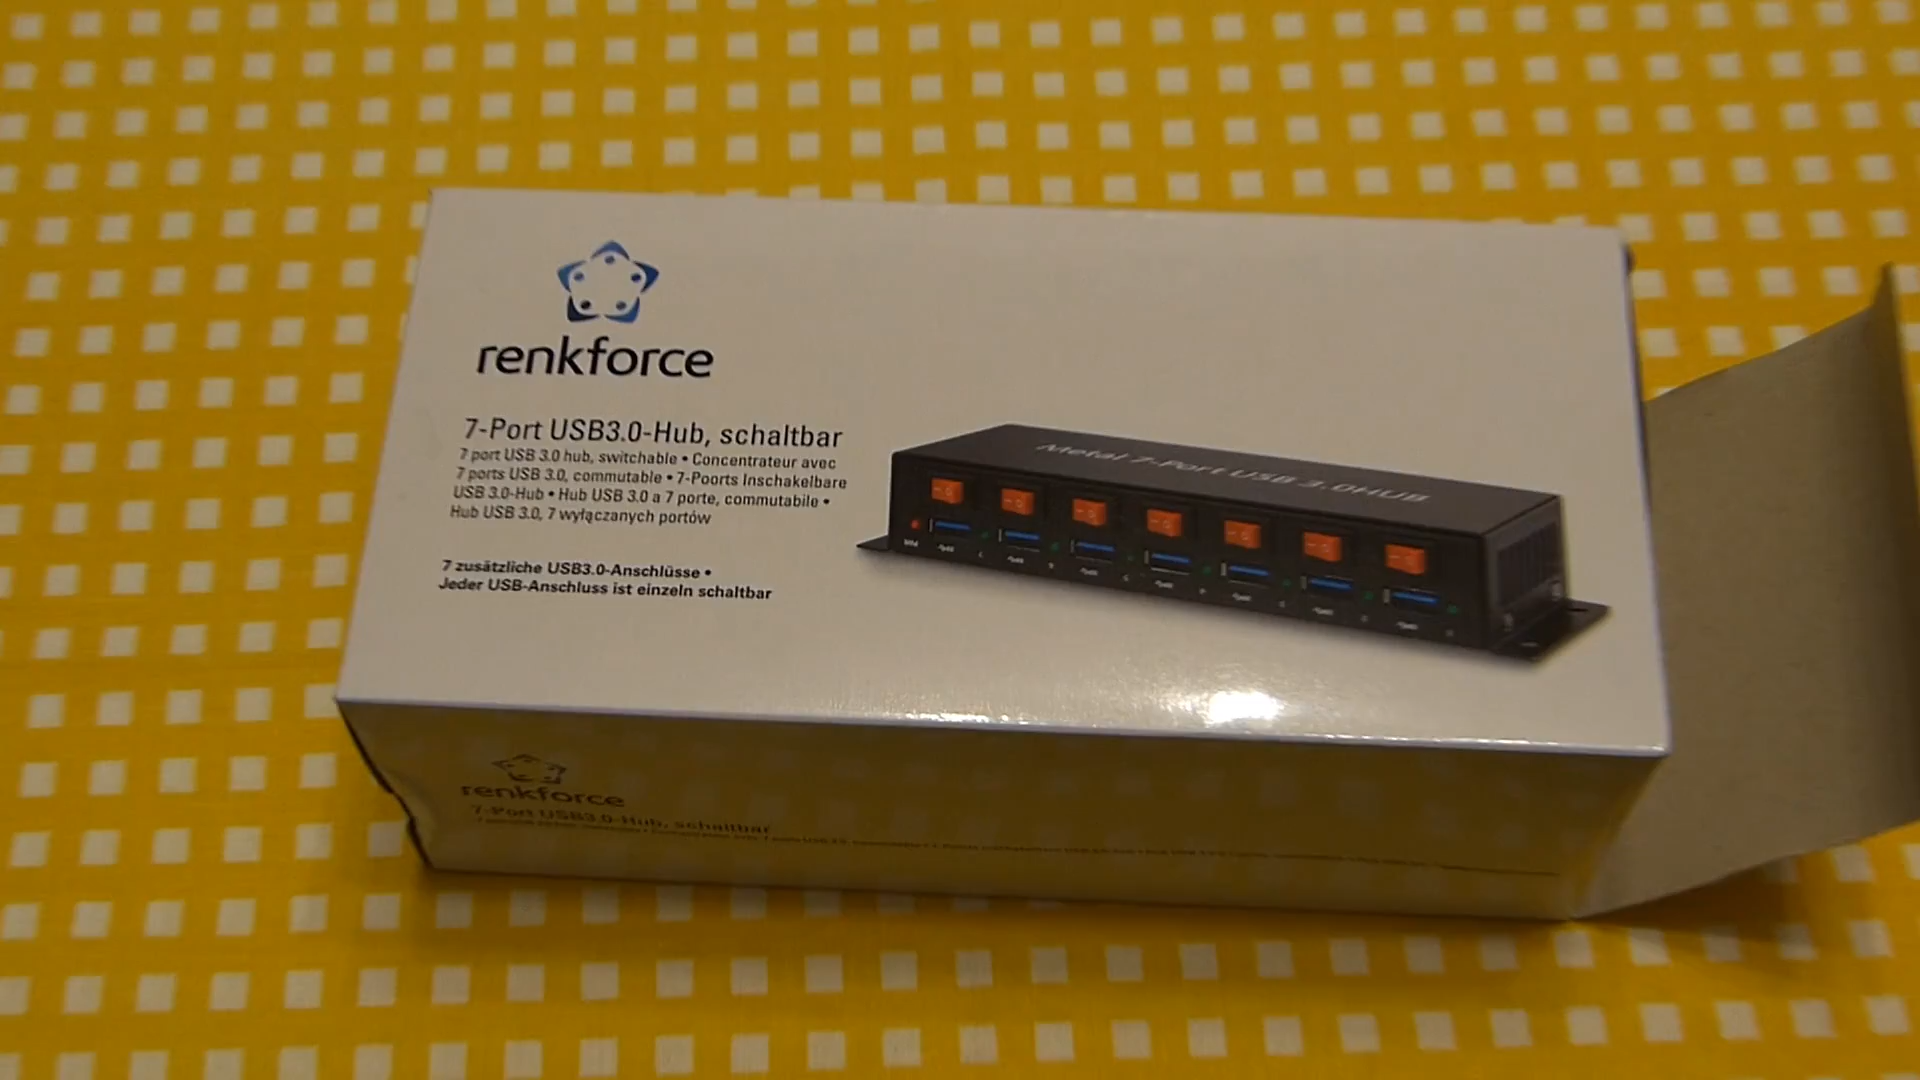 renkforce
7-Port USB3.0-Hub, schaltbar
7 port USB 3.0 hub, switchable • Concentrateur avec
7 ports USB 3.0, commutable • 7-Poorts Inschakelbare
USB 3.0-Hub • Hub USB 3.0 a 7 porte, commutabile •
Hub USB 3.0, 7 wyłączanych portów
7 zusätzliche USB3.0-Anschlüsse •
Jeder USB-Anschluss ist einzeln schaltbar
Metal 7-Port USB 3.0HUB
renkforce
7-Port USB3.0-Hub, schaltbar